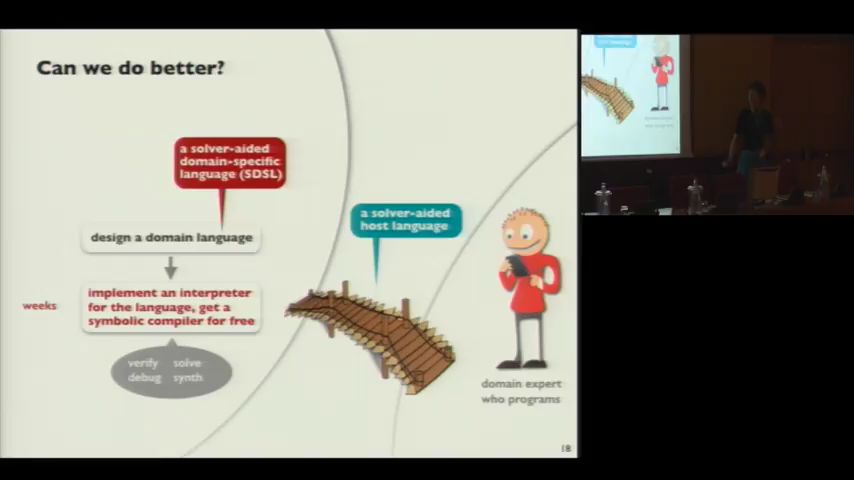 Can we do better?
a solver-aided
domain-specific
language (SDSL)
a solver-aided
host language
design a domain language
weeks
implement an interpreter
for the language, get a
symbolic compiler for free
verify solve
debug synth
domain expert
who programs
18